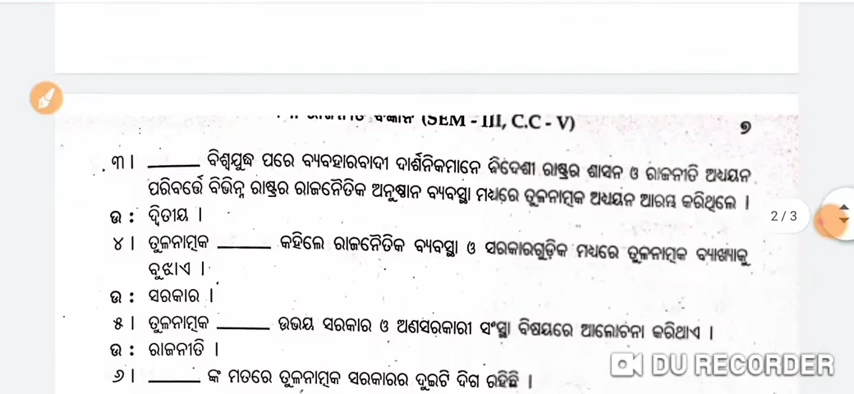 ବିଜ୍ଞାନ (SEM - III, C.C - V)
୭
୩। ______ ବିଶ୍ୱଯୁଦ୍ଧ ପରେ ବ୍ୟବହାରବାଦୀ ଦାର୍ଶନିକମାନେ ବିଦେଶୀ ରାଷ୍ଟ୍ରର ଶାସନ ଓ ରାଜନୀତି ଅଧ୍ୟୟନ
ପରିବର୍ତ୍ତେ ବିଭିନ୍ନ ରାଷ୍ଟ୍ରର ରାଜନୈତିକ ଅନୁଷ୍ଠାନ ବ୍ୟବସ୍ଥା ମଧ୍ୟରେ ତୁଳନାତ୍ମକ ଅଧ୍ୟୟନ ଆରମ୍ଭ କରିଥିଲେ ।
ଉ : ଦ୍ୱିତୀୟ ।
2 / 3
୪। ତୁଳନାତ୍ମକ ______ କହିଲେ ରାଜନୈତିକ ବ୍ୟବସ୍ଥା ଓ ସରକାରଗୁଡ଼ିକ ମଧ୍ୟରେ ତୁଳନାତ୍ମକ ବ୍ୟାଖ୍ୟାକୁ
ବୁଝାଏ ।
ଉ : ସରକାର ।
୫। ତୁଳନାତ୍ମକ ______ ଉଭୟ ସରକାର ଓ ଅଣସରକାରୀ ସଂସ୍ଥା ବିଷୟରେ ଆଲୋଚନା କରିଥାଏ ।
ଉ : ରାଜନୀତି ।
୬। ______ ଙ୍କ ମତରେ ତୁଳନାତ୍ମକ ସରକାରର ଦୁଇଟି ଦିଗ ରହିଛି ।
DU RECORDER